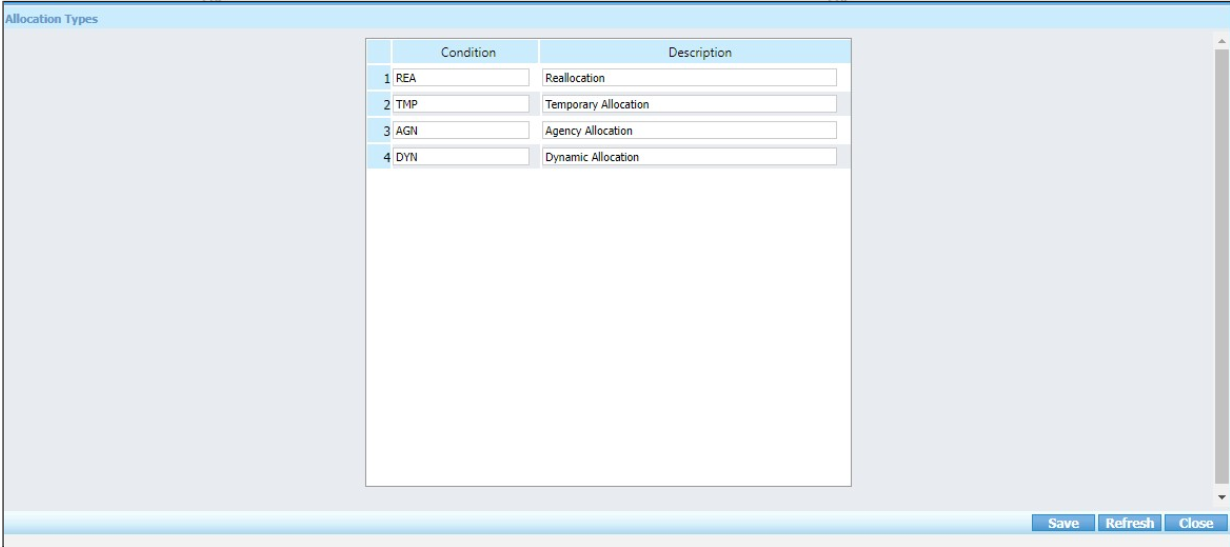 Allocation Types
Condition Description
1 REA Reallocation
2 TMP Temporary Allocation
3 AGN Agency Allocation
4 DYN Dynamic Allocation
Save Refresh Close